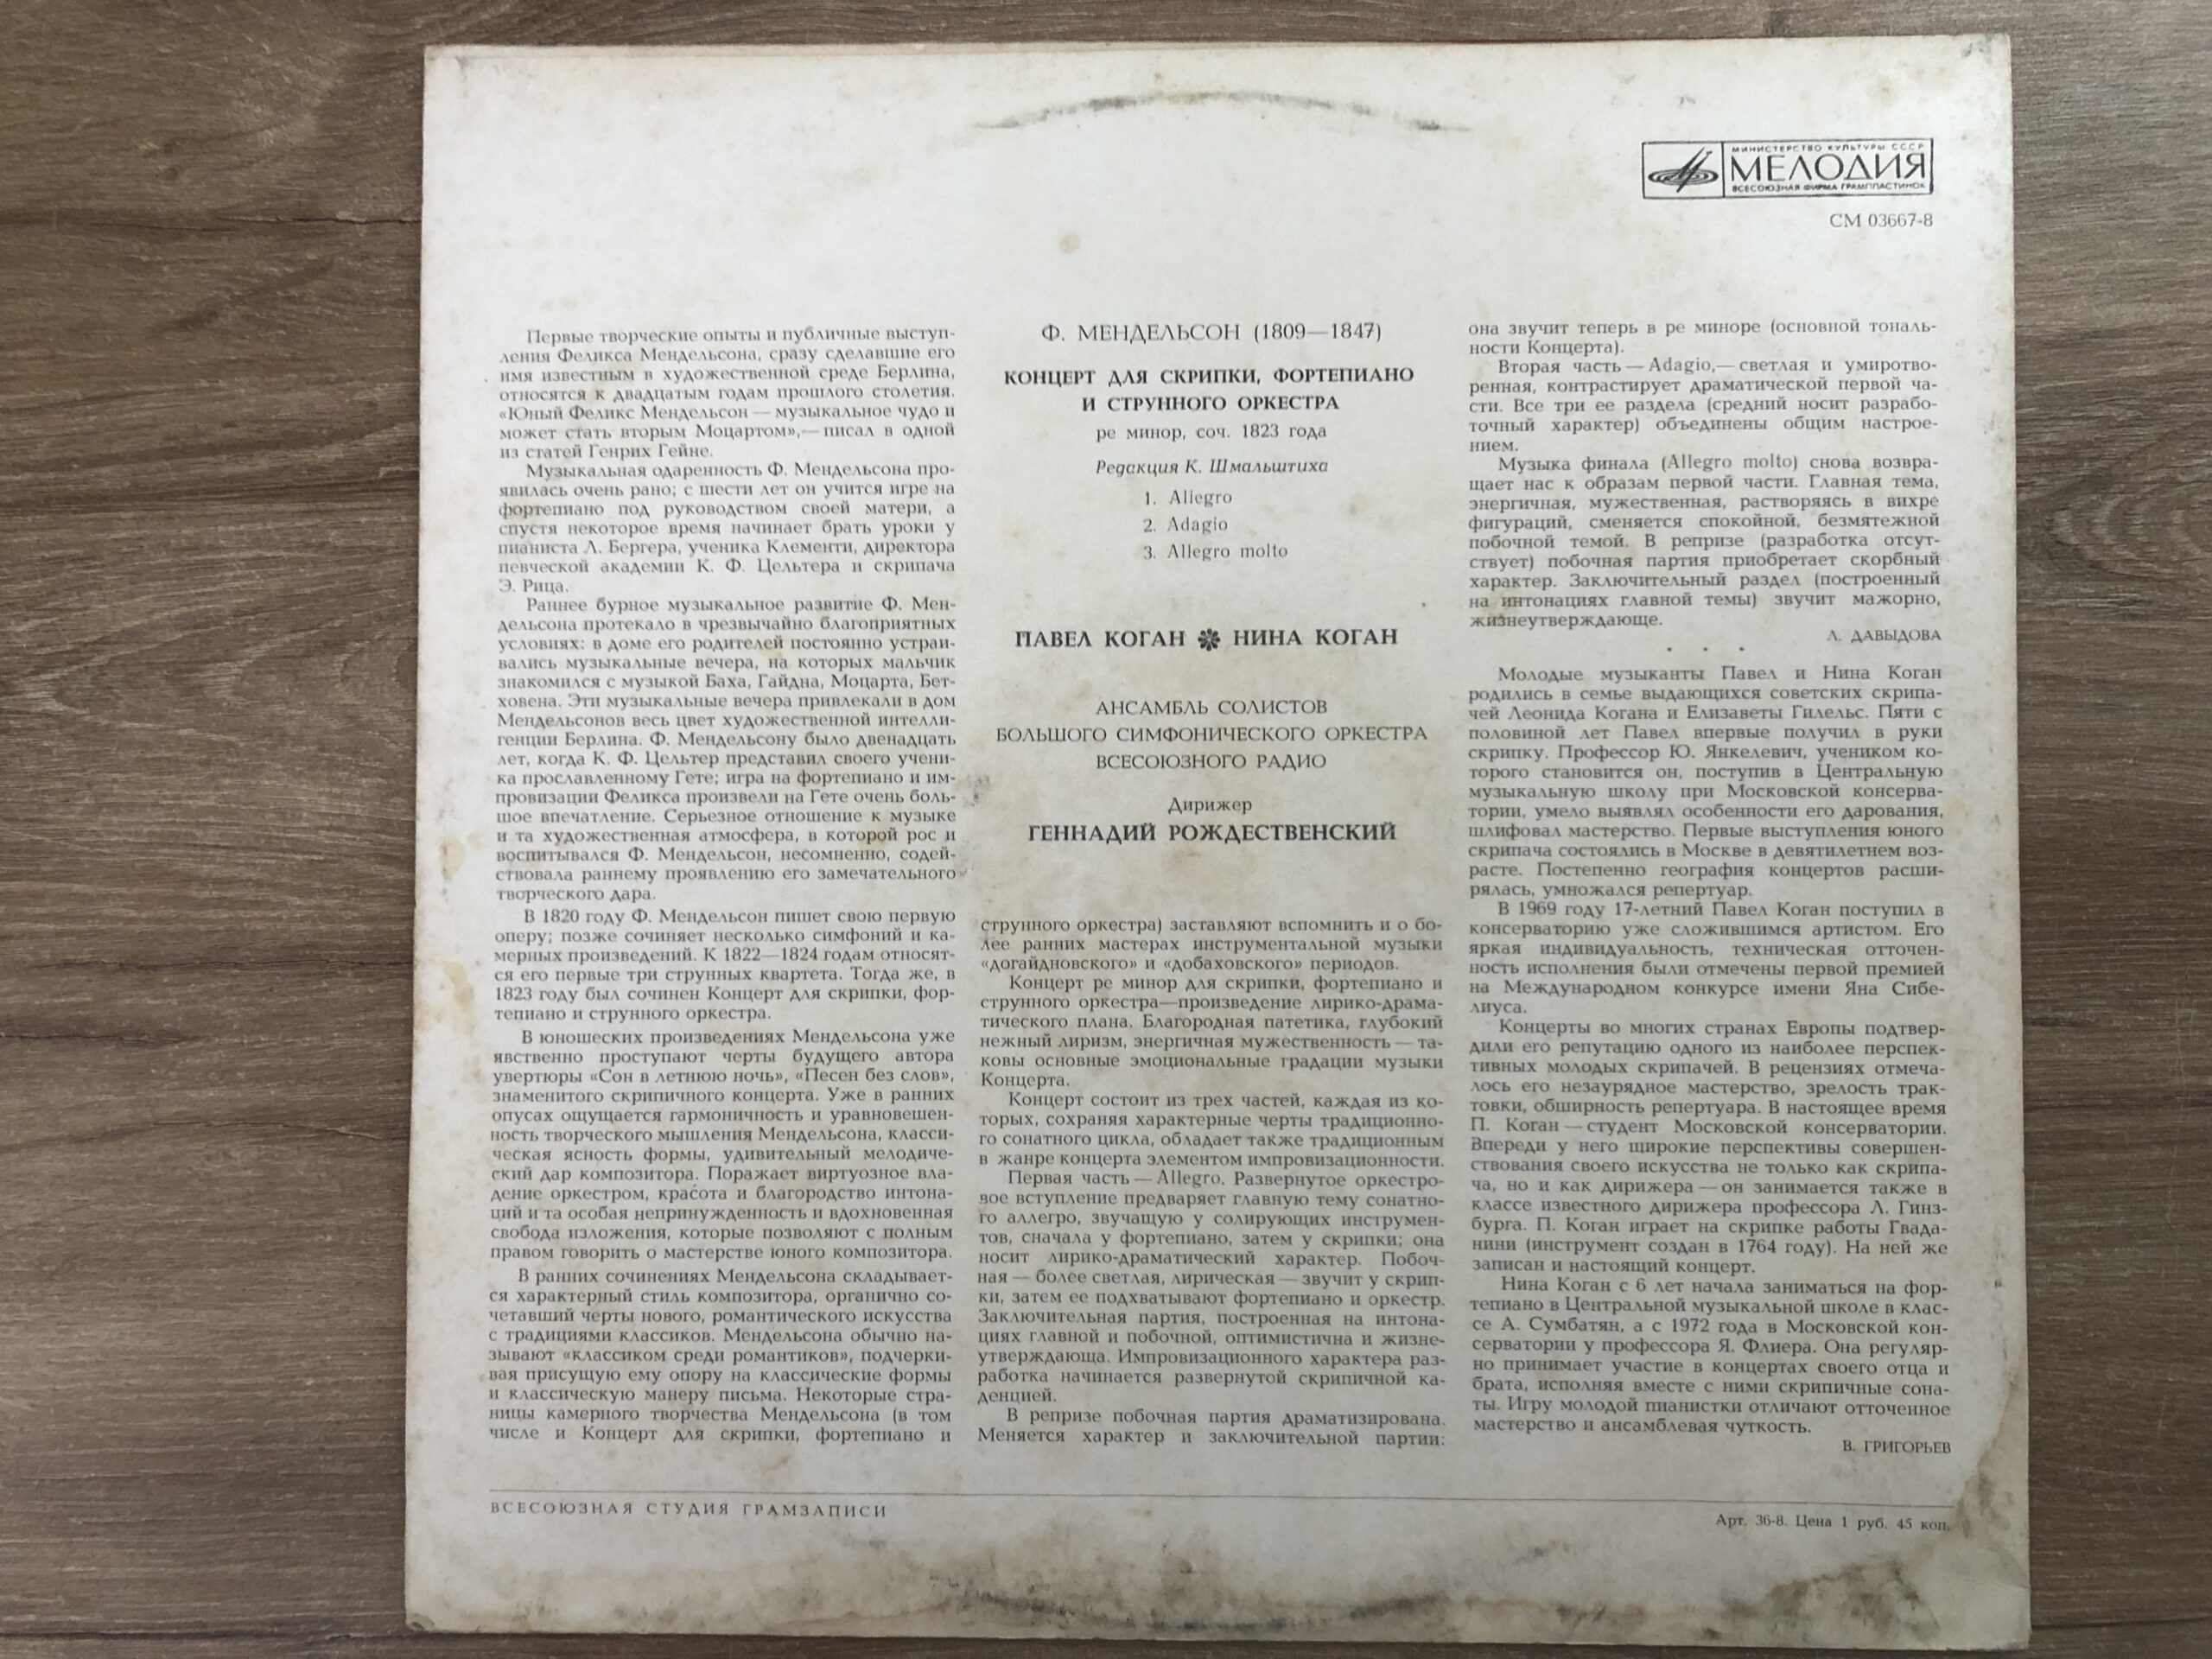 МИНИСТЕРСТВО КУЛЬТУРЫ СССР
МЕЛОДИЯ
ВСЕСОЮЗНАЯ ФИРМА ГРАМПЛАСТИНОК
СМ 03667-8
Первые творческие опыты и публичные выступ-
ления Феликса Мендельсона, сразу сделавшие его
имя известным в художественной среде Берлина,
относятся к двадцатым годам прошлого столетия.
«Юный Феликс Мендельсон — музыкальное чудо и
может стать вторым Моцартом»,— писал в одной
из статей Генрих Гейне.
Музыкальная одаренность Ф. Мендельсона про-
явилась очень рано; с шести лет он учится игре на
фортепиано под руководством своей матери, а
спустя некоторое время начинает брать уроки у
пианиста Л. Бергера, ученика Клементи, директора
певческой академии К. Ф. Цельтера и скрипача
Э. Рица.
Раннее бурное музыкальное развитие Ф. Мен-
дельсона протекало в чрезвычайно благоприятных
условиях: в доме его родителей постоянно устраи-
вались музыкальные вечера, на которых мальчик
знакомился с музыкой Баха, Гайдна, Моцарта, Бет-
ховена. Эти музыкальные вечера привлекали в дом
Мендельсонов весь цвет художественной интелли-
генции Берлина. Ф. Мендельсону было двенадцать
лет, когда К. Ф. Цельтер представил своего учени-
ка прославленному Гете; игра на фортепиано и им-
провизации Феликса произвели на Гете очень боль-
шое впечатление. Серьезное отношение к музыке
и та художественная атмосфера, в которой рос и
воспитывался Ф. Мендельсон, несомненно, содей-
ствовала раннему проявлению его замечательного
творческого дара.
В 1820 году Ф. Мендельсон пишет свою первую
оперу; позже сочиняет несколько симфоний и ка-
мерных произведений. К 1822—1824 годам относят-
ся его первые три струнных квартета. Тогда же, в
1823 году был сочинен Концерт для скрипки, фор-
тепиано и струнного оркестра.
В юношеских произведениях Мендельсона уже
явственно проступают черты будущего автора
увертюры «Сон в летнюю ночь», «Песен без слов»,
знаменитого скрипичного концерта. Уже в ранних
опусах ощущается гармоничность и уравновешен-
ность творческого мышления Мендельсона, класси-
ческая ясность формы, удивительный мелодиче-
ский дар композитора. Поражает виртуозное вла-
дение оркестром, красота и благородство интона-
ций и та особая непринужденность и вдохновенная
свобода изложения, которые позволяют с полным
правом говорить о мастерстве юного композитора.
В ранних сочинениях Мендельсона складывает-
ся характерный стиль композитора, органично со-
четавший черты нового, романтического искусства
с традициями классиков. Мендельсона обычно на-
зывают «классиком среди романтиков», подчерки-
вая присущую ему опору на классические формы
и классическую манеру письма. Некоторые стра-
ницы камерного творчества Мендельсона (в том
числе и Концерт для скрипки, фортепиано и
Ф. МЕНДЕЛЬСОН (1809—1847)
КОНЦЕРТ ДЛЯ СКРИПКИ, ФОРТЕПИАНО
И СТРУННОГО ОРКЕСТРА
ре минор, соч. 1823 года
Редакция К. Шмальштиха
1. Allegro
2. Adagio
3. Allegro molto
ПАВЕЛ КОГАН ✽ НИНА КОГАН
АНСАМБЛЬ СОЛИСТОВ
БОЛЬШОГО СИМФОНИЧЕСКОГО ОРКЕСТРА
ВСЕСОЮЗНОГО РАДИО
Дирижер
ГЕННАДИЙ РОЖДЕСТВЕНСКИЙ
струнного оркестра) заставляют вспомнить и о бо-
лее ранних мастерах инструментальной музыки
«догайдновского» и «добаховского» периодов.
Концерт ре минор для скрипки, фортепиано и
струнного оркестра—произведение лирико-драма-
тического плана. Благородная патетика, глубокий
нежный лиризм, энергичная мужественность — та-
ковы основные эмоциональные градации музыки
Концерта.
Концерт состоит из трех частей, каждая из ко-
торых, сохраняя характерные черты традиционно-
го сонатного цикла, обладает также традиционным
в жанре концерта элементом импровизационности.
Первая часть — Allegro. Развернутое оркестро-
вое вступление предваряет главную тему сонатно-
го аллегро, звучащую у солирующих инструмен-
тов, сначала у фортепиано, затем у скрипки; она
носит лирико-драматический характер. Побоч-
ная — более светлая, лирическая — звучит у скрип-
ки, затем ее подхватывают фортепиано и оркестр.
Заключительная партия, построенная на интона-
циях главной и побочной, оптимистична и жизне-
утверждающа. Импровизационного характера раз-
работка начинается развернутой скрипичной ка-
денцией.
В репризе побочная партия драматизирована.
Меняется характер и заключительной партии:
она звучит теперь в ре миноре (основной тональ-
ности Концерта).
Вторая часть — Adagio,— светлая и умиротво-
ренная, контрастирует драматической первой ча-
сти. Все три ее раздела (средний носит разрабо-
точный характер) объединены общим настрое-
нием.
Музыка финала (Allegro molto) снова возвра-
щает нас к образам первой части. Главная тема,
энергичная, мужественная, растворяясь в вихре
фигураций, сменяется спокойной, безмятежной
побочной темой. В репризе (разработка отсут-
ствует) побочная партия приобретает скорбный
характер. Заключительный раздел (построенный
на интонациях главной темы) звучит мажорно,
жизнеутверждающе.
Л. ДАВЫДОВА
. . .
Молодые музыканты Павел и Нина Коган
родились в семье выдающихся советских скрипа-
чей Леонида Когана и Елизаветы Гилельс. Пяти с
половиной лет Павел впервые получил в руки
скрипку. Профессор Ю. Янкелевич, учеником ко-
торого становится он, поступив в Центральную
музыкальную школу при Московской консерва-
тории, умело выявлял особенности его дарования,
шлифовал мастерство. Первые выступления юного
скрипача состоялись в Москве в девятилетнем воз-
расте. Постепенно география концертов расши-
рялась, умножался репертуар.
В 1969 году 17-летний Павел Коган поступил в
консерваторию уже сложившимся артистом. Его
яркая индивидуальность, техническая отточен-
ность исполнения были отмечены первой премией
на Международном конкурсе имени Яна Сибе-
лиуса.
Концерты во многих странах Европы подтвер-
дили его репутацию одного из наиболее перспек-
тивных молодых скрипачей. В рецензиях отмеча-
лось его незаурядное мастерство, зрелость трак-
товки, обширность репертуара. В настоящее время
П. Коган — студент Московской консерватории.
Впереди у него широкие перспективы совершен-
ствования своего искусства не только как скрипа-
ча, но и как дирижера — он занимается также в
классе известного дирижера профессора Л. Гинз-
бурга. П. Коган играет на скрипке работы Гвада-
нини (инструмент создан в 1764 году). На ней же
записан и настоящий концерт.
Нина Коган с 6 лет начала заниматься на фор-
тепиано в Центральной музыкальной школе в клас-
се А. Сумбатян, а с 1972 года в Московской кон-
серватории у профессора Я. Флиера. Она регуляр-
но принимает участие в концертах своего отца и
брата, исполняя вместе с ними скрипичные сона-
ты. Игру молодой пианистки отличают отточенное
мастерство и ансамблевая чуткость.
В. ГРИГОРЬЕВ
ВСЕСОЮЗНАЯ СТУДИЯ ГРАМЗАПИСИ
Арт. 36-8. Цена 1 руб. 45 коп.